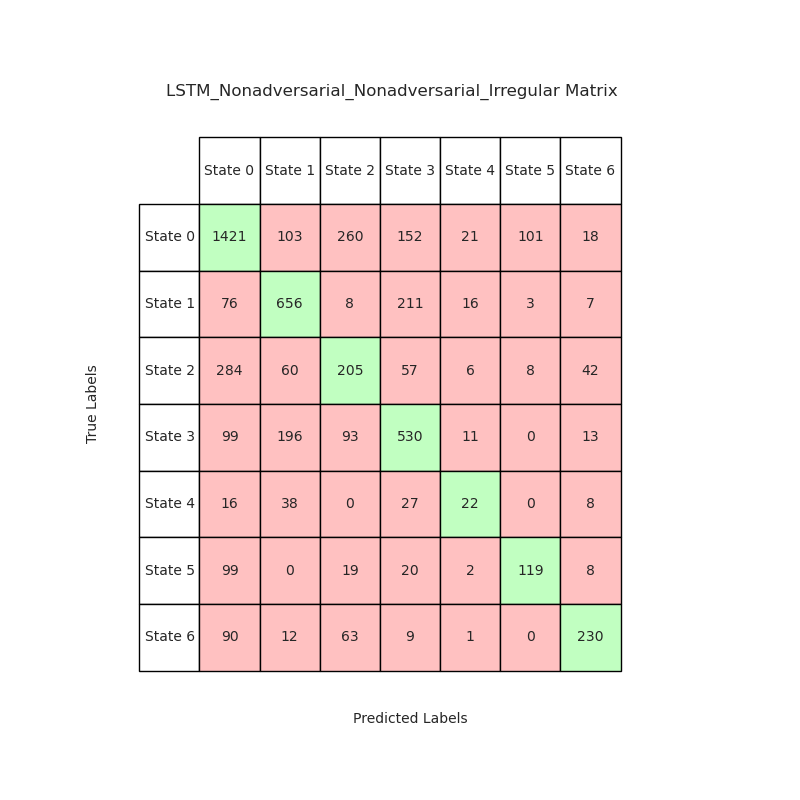 LSTM_Nonadversarial_Nonadversarial_Irregular Matrix
State 0 State 1 State 2 State 3 State 4 State 5 State 6
State 0 1421 103 260 152 21 101 18
State 1 76 656 8 211 16 3 7
State 2 284 60 205 57 6 8 42
State 3 99 196 93 530 11 0 13
State 4 16 38 0 27 22 0 8
State 5 99 0 19 20 2 119 8
State 6 90 12 63 9 1 0 230
True Labels
Predicted Labels